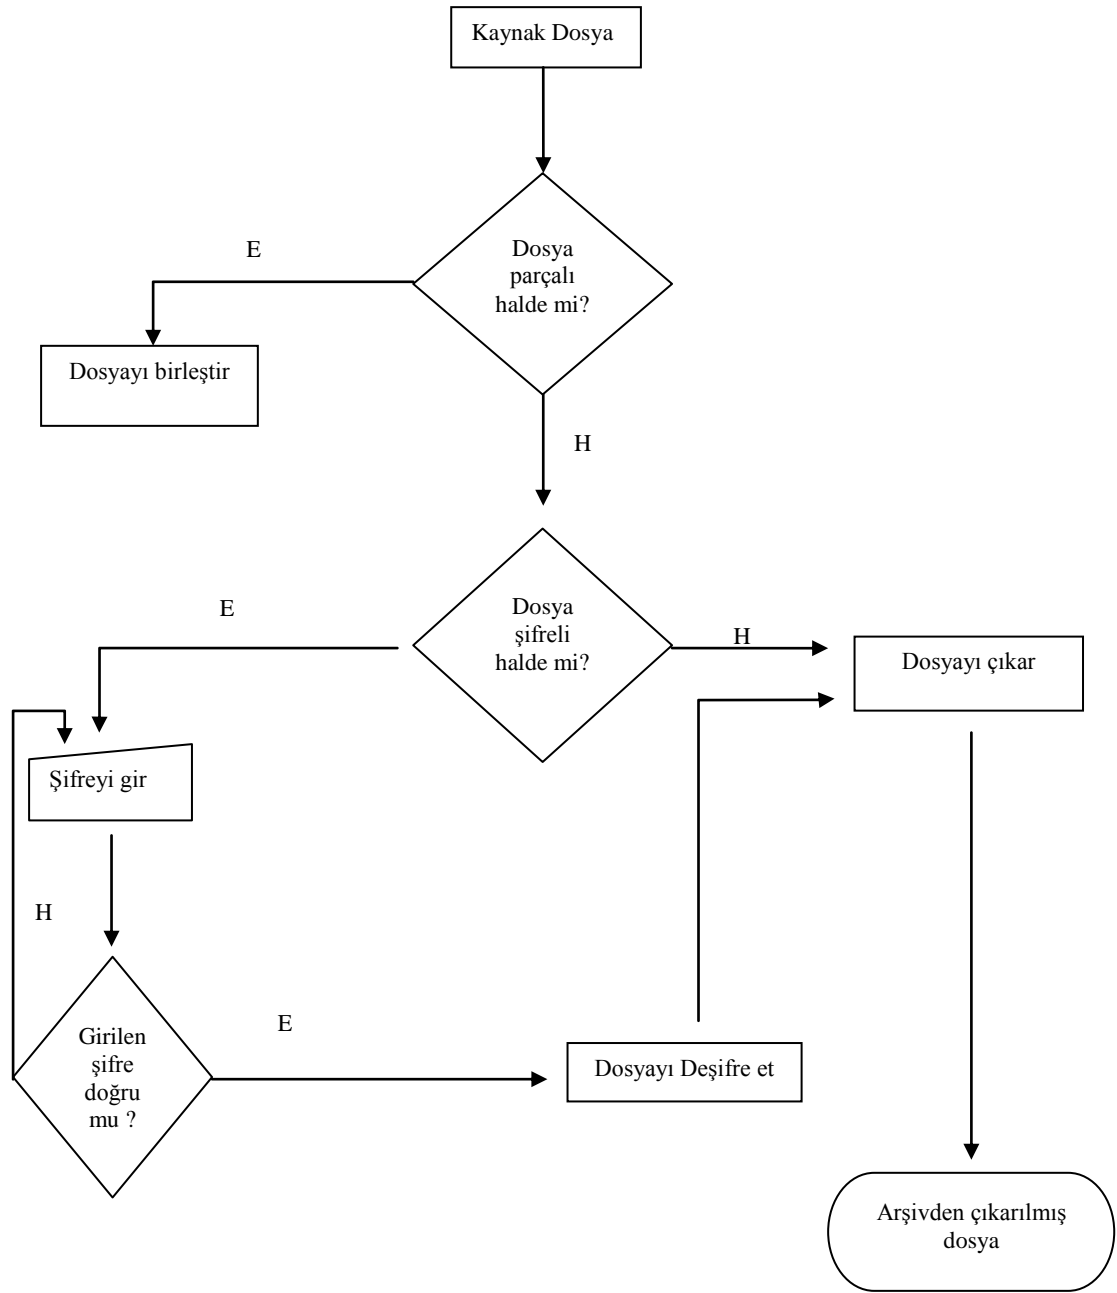 Kaynak Dosya
Dosya
parçalı
halde mi?
E
Dosyayı birleştir
H
Dosya
şifreli
halde mi?
E
H
Dosyayı çıkar
Şifreyi gir
H
Girilen
şifre
doğru
mu ?
E
Dosyayı Deşifre et
Arşivden çıkarılmış
dosya